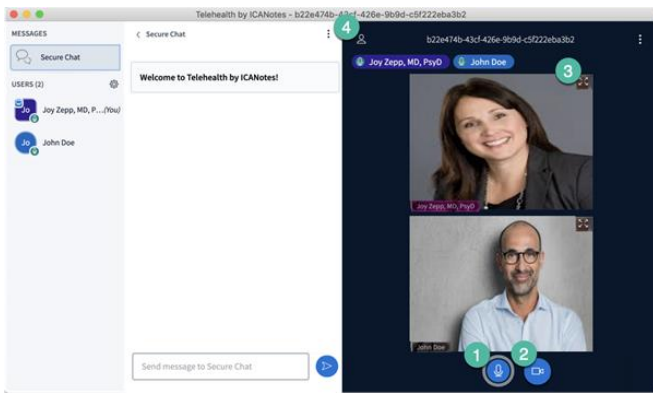 Telehealth by ICANotes - b22e474b-43cf-426e-9b9d-c5f222eba3b2
MESSAGES
Secure Chat
USERS (2)
Jo
Joy Zepp, MD, P...(You)
Jo
John Doe
Secure Chat
Welcome to Telehealth by ICANotes!
Send message to Secure Chat
4
b22e474b-43cf-426e-9b9d-c5f222eba3b2
Joy Zepp, MD, PsyD
John Doe
3
Joy Zepp, MD, PsyD
John Doe
1
2